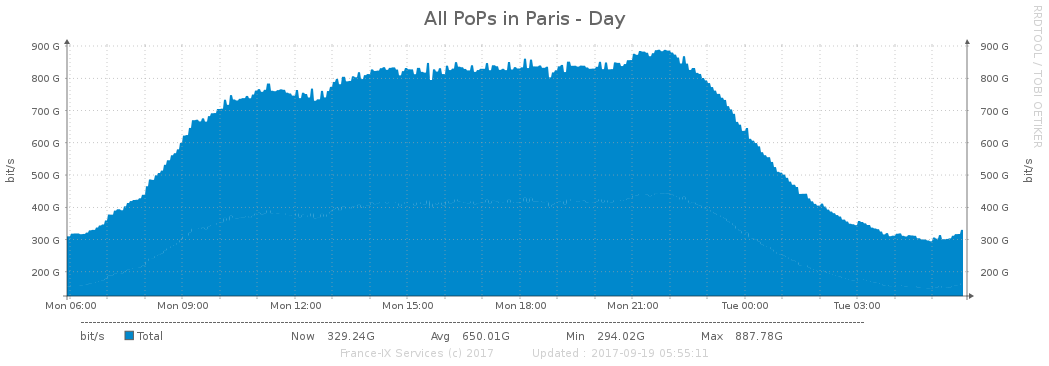 All PoPs in Paris - Day
RRDTOOL / TOBI OETIKER
900 G 900 G
800 G 800 G
700 G 700 G
600 G 600 G
500 G 500 G
400 G 400 G
300 G 300 G
200 G 200 G
bit/s bit/s
Mon 06:00 Mon 09:00 Mon 12:00 Mon 15:00 Mon 18:00 Mon 21:00 Tue 00:00 Tue 03:00
bit/s Total Now 329.24G Avg 650.01G Min 294.02G Max 887.78G
France-IX Services (c) 2017 Updated : 2017-09-19 05:55:11